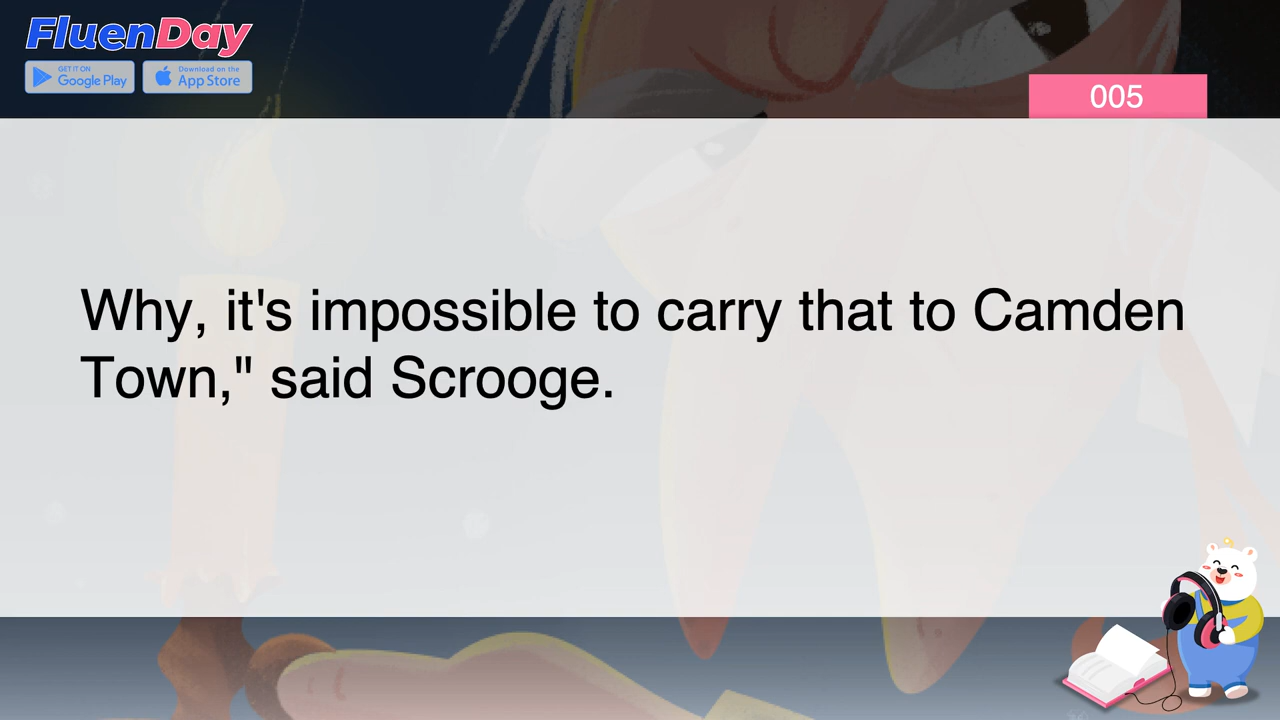 FluenDay
GET IT ON
Google Play
Download on the
App Store
005
Why, it's impossible to carry that to Camden
Town," said Scrooge.